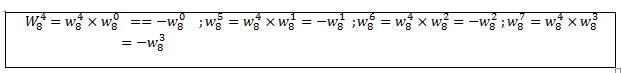 W₈⁴ = w₈⁴ × w₈⁰ == −w₈⁰ ; w₈⁵ = w₈⁴ × w₈¹ = −w₈¹ ; w₈⁶ = w₈⁴ × w₈² = −w₈² ; w₈⁷ = w₈⁴ × w₈³
= −w₈³